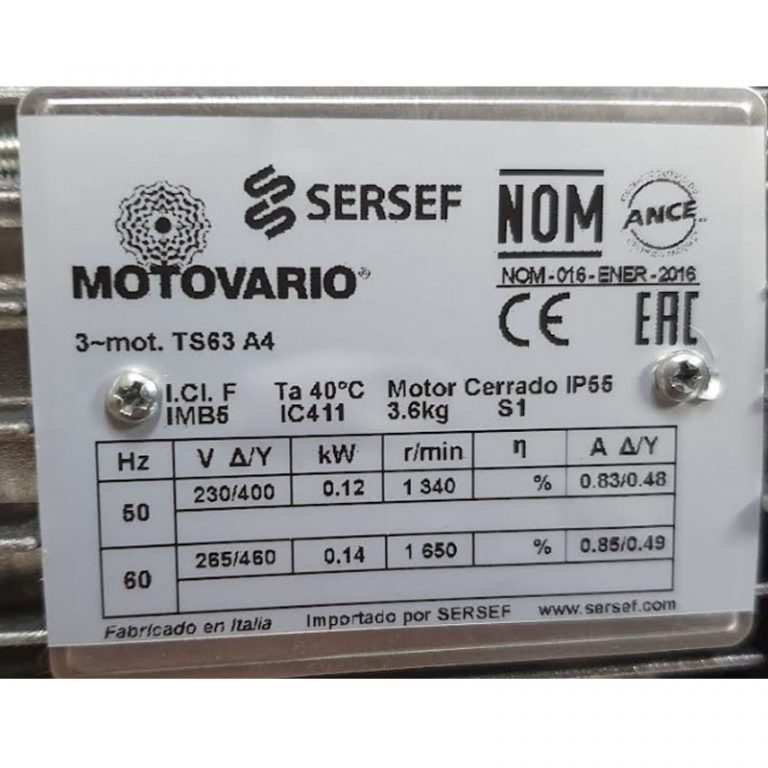 SERSEF
NOM
ANCE
MOTOVARIO®
NOM-016-ENER-2016
CE EAC
3~mot. TS63 A4
I.Cl. F Ta 40°C Motor Cerrado IP55
IMB5 IC411 3.6kg S1
Hz V Δ/Y kW r/min η A Δ/Y
50 230/400 0.12 1 340 % 0.83/0.48
60 265/460 0.14 1 650 % 0.85/0.49
Fabricado en Italia Importado por SERSEF www.sersef.com